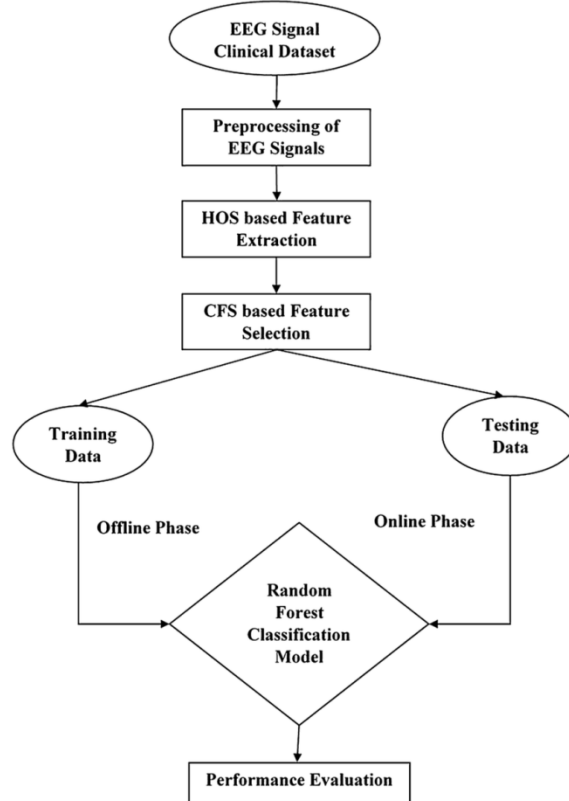 EEG Signal
Clinical Dataset
Preprocessing of
EEG Signals
HOS based Feature
Extraction
CFS based Feature
Selection
Training
Data
Testing
Data
Offline Phase
Online Phase
Random
Forest
Classification
Model
Performance Evaluation